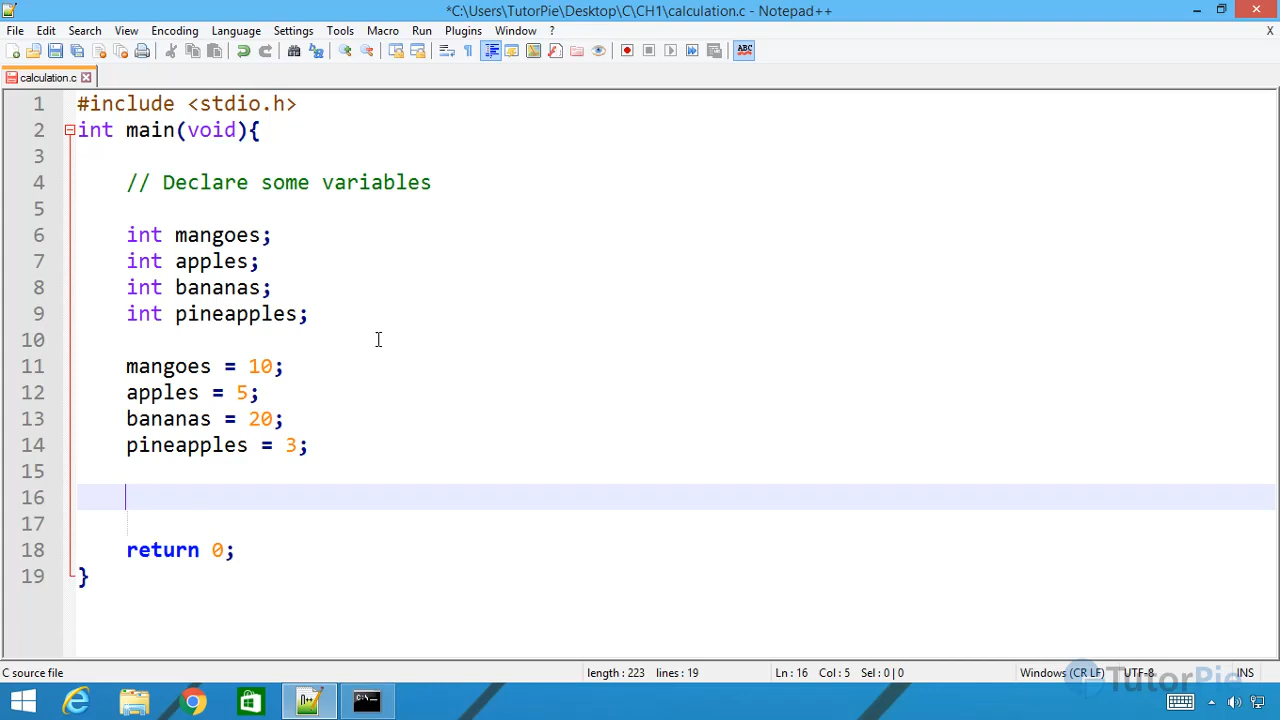 *C:\Users\TutorPie\Desktop\C\CH1\calculation.c - Notepad++
File Edit Search View Encoding Language Settings Tools Macro Run Plugins Window ? X
ABC
calculation.c
1 #include <stdio.h>
2 int main(void){
3
4 // Declare some variables
5
6 int mangoes;
7 int apples;
8 int bananas;
9 int pineapples;
10
11 mangoes = 10;
12 apples = 5;
13 bananas = 20;
14 pineapples = 3;
15
16
17
18 return 0;
19 }
C source file length : 223 lines : 19 Ln : 16 Col : 5 Sel : 0 | 0 Windows (CR LF) UTF-8 INS
TutorPie